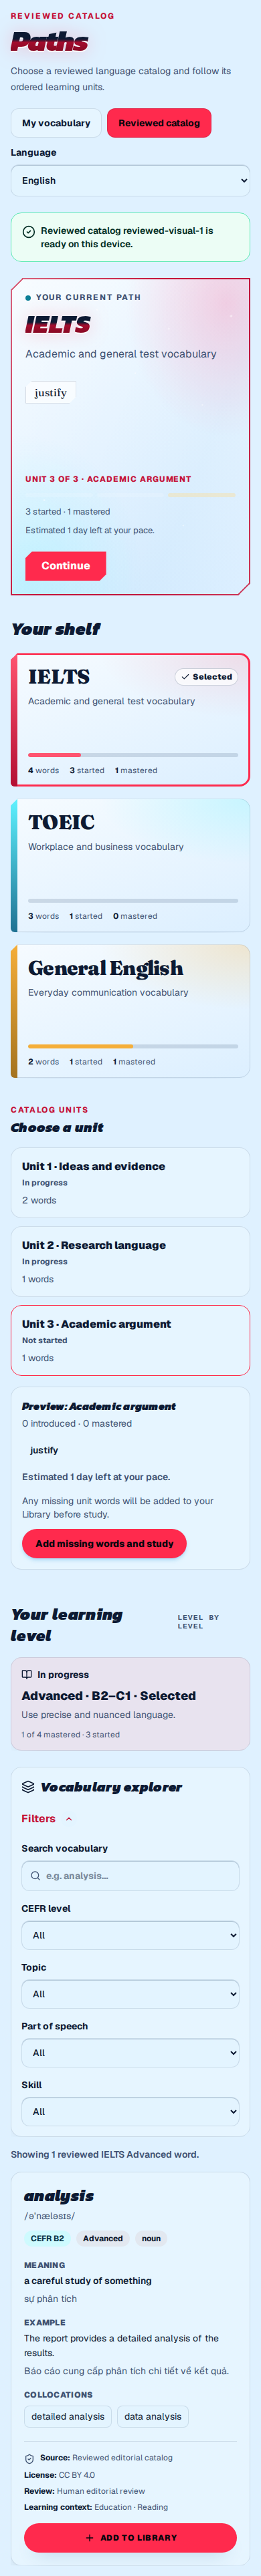 REVIEWED CATALOG
Paths
Choose a reviewed language catalog and follow its
ordered learning units.
My vocabulary
Reviewed catalog
Language
English
Reviewed catalog reviewed-visual-1 is
ready on this device.
YOUR CURRENT PATH
IELTS
Academic and general test vocabulary
justify
UNIT 3 OF 3 · ACADEMIC ARGUMENT
3 started · 1 mastered
Estimated 1 day left at your pace.
Continue
Your shelf
IELTS
Selected
Academic and general test vocabulary
4 words 3 started 1 mastered
TOEIC
Workplace and business vocabulary
3 words 1 started 0 mastered
General English
Everyday communication vocabulary
2 words 1 started 1 mastered
CATALOG UNITS
Choose a unit
Unit 1 · Ideas and evidence
In progress
2 words
Unit 2 · Research language
In progress
1 words
Unit 3 · Academic argument
Not started
1 words
Preview: Academic argument
0 introduced · 0 mastered
justify
Estimated 1 day left at your pace.
Any missing unit words will be added to your
Library before study.
Add missing words and study
Your learning
level
LEVEL BY
LEVEL
In progress
Advanced · B2–C1 · Selected
Use precise and nuanced language.
1 of 4 mastered · 3 started
Vocabulary explorer
Filters
Search vocabulary
e.g. analysis...
CEFR level
All
Topic
All
Part of speech
All
Skill
All
Showing 1 reviewed IELTS Advanced word.
analysis
/əˈnæləsɪs/
CEFR B2
Advanced
noun
MEANING
a careful study of something
sự phân tích
EXAMPLE
The report provides a detailed analysis of the
results.
Báo cáo cung cấp phân tích chi tiết về kết quả.
COLLOCATIONS
detailed analysis
data analysis
Source: Reviewed editorial catalog
License: CC BY 4.0
Review: Human editorial review
Learning context: Education · Reading
ADD TO LIBRARY